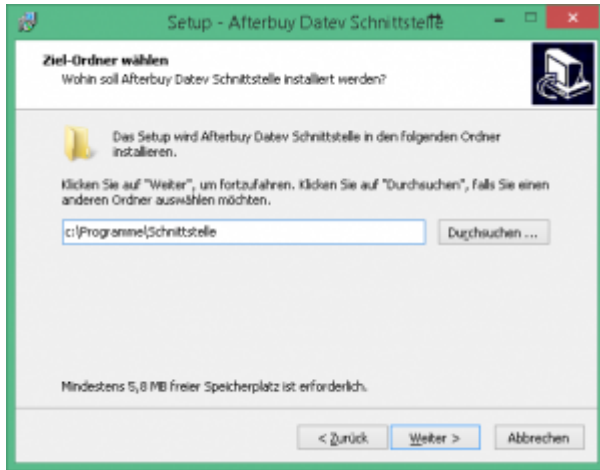 Setup - Afterbuy Datev Schnittstelle
Ziel-Ordner wählen
Wohin soll Afterbuy Datev Schnittstelle installiert werden?
Das Setup wird Afterbuy Datev Schnittstelle in den folgenden Ordner
installieren.
Klicken Sie auf "Weiter", um fortzufahren. Klicken Sie auf "Durchsuchen", falls Sie einen
anderen Ordner auswählen möchten.
c:\Programme\Schnittstelle
Durchsuchen ...
Mindestens 5,8 MB freier Speicherplatz ist erforderlich.
< Zurück
Weiter >
Abbrechen